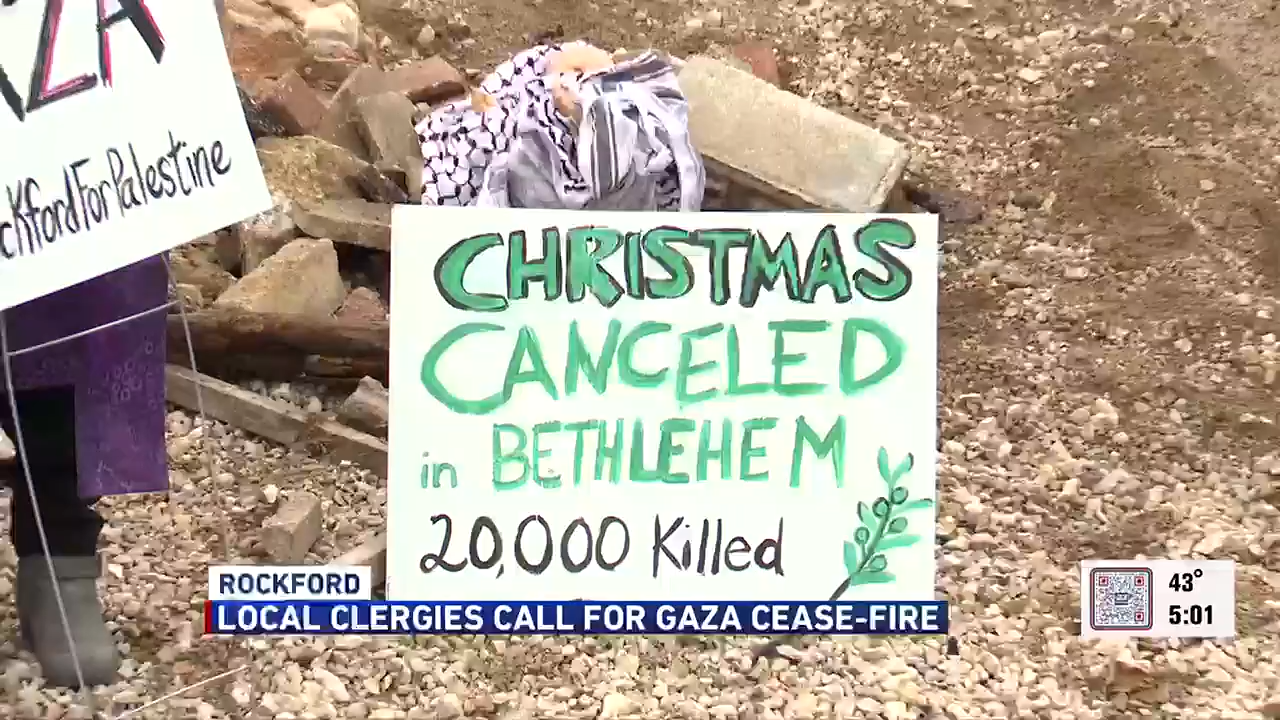 ZA
ckfordForPalestine
CHRISTMAS
CANCELED
in BETHLEHEM
20,000 Killed
ROCKFORD
LOCAL CLERGIES CALL FOR GAZA CEASE-FIRE
43°
5:01